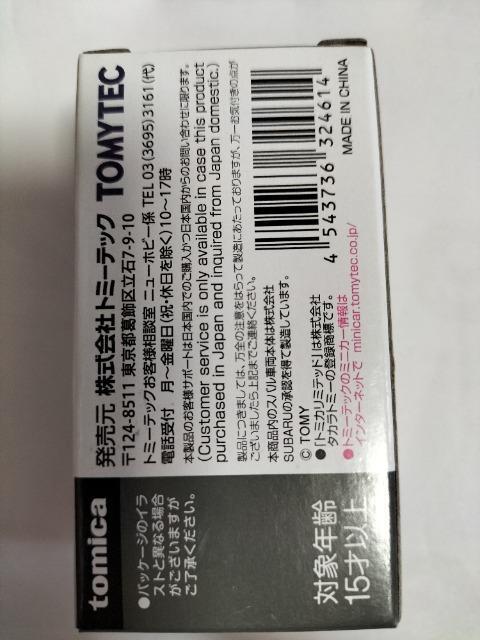 tomica
●パッケージのイラ
ストと異なる場合
がございますが
ご了承ください。
対象年齢
15才以上
発売元 株式会社トミーテック TOMYTEC
〒124-8511 東京都葛飾区立石7-9-10
トミーテックお客様相談室 ニューホビー係 TEL 03(3695)3161(代)
電話受付 月〜金曜日(祝・休日を除く)10〜17時
本製品のお客様サポートは日本国内でのご購入かつ日本国内からのお問い合わせに限ります。
(Customer service is only available in case this product
purchased in Japan and inquired from Japan domestic.)
製品につきましては、万全の注意をはらって製造にあたっておりますが、万一お気付きの点が
ございましたら上記までご連絡ください。
本商品内のスバル車両本体は株式会社
SUBARUの承認を得て製造しています。
© TOMY
●「トミカリミテッド」は株式会社
タカラトミーの登録商標です。
●トミーテックのミニカー情報は
インターネットで minicar.tomytec.co.jp/
4 543736 324614
MADE IN CHINA